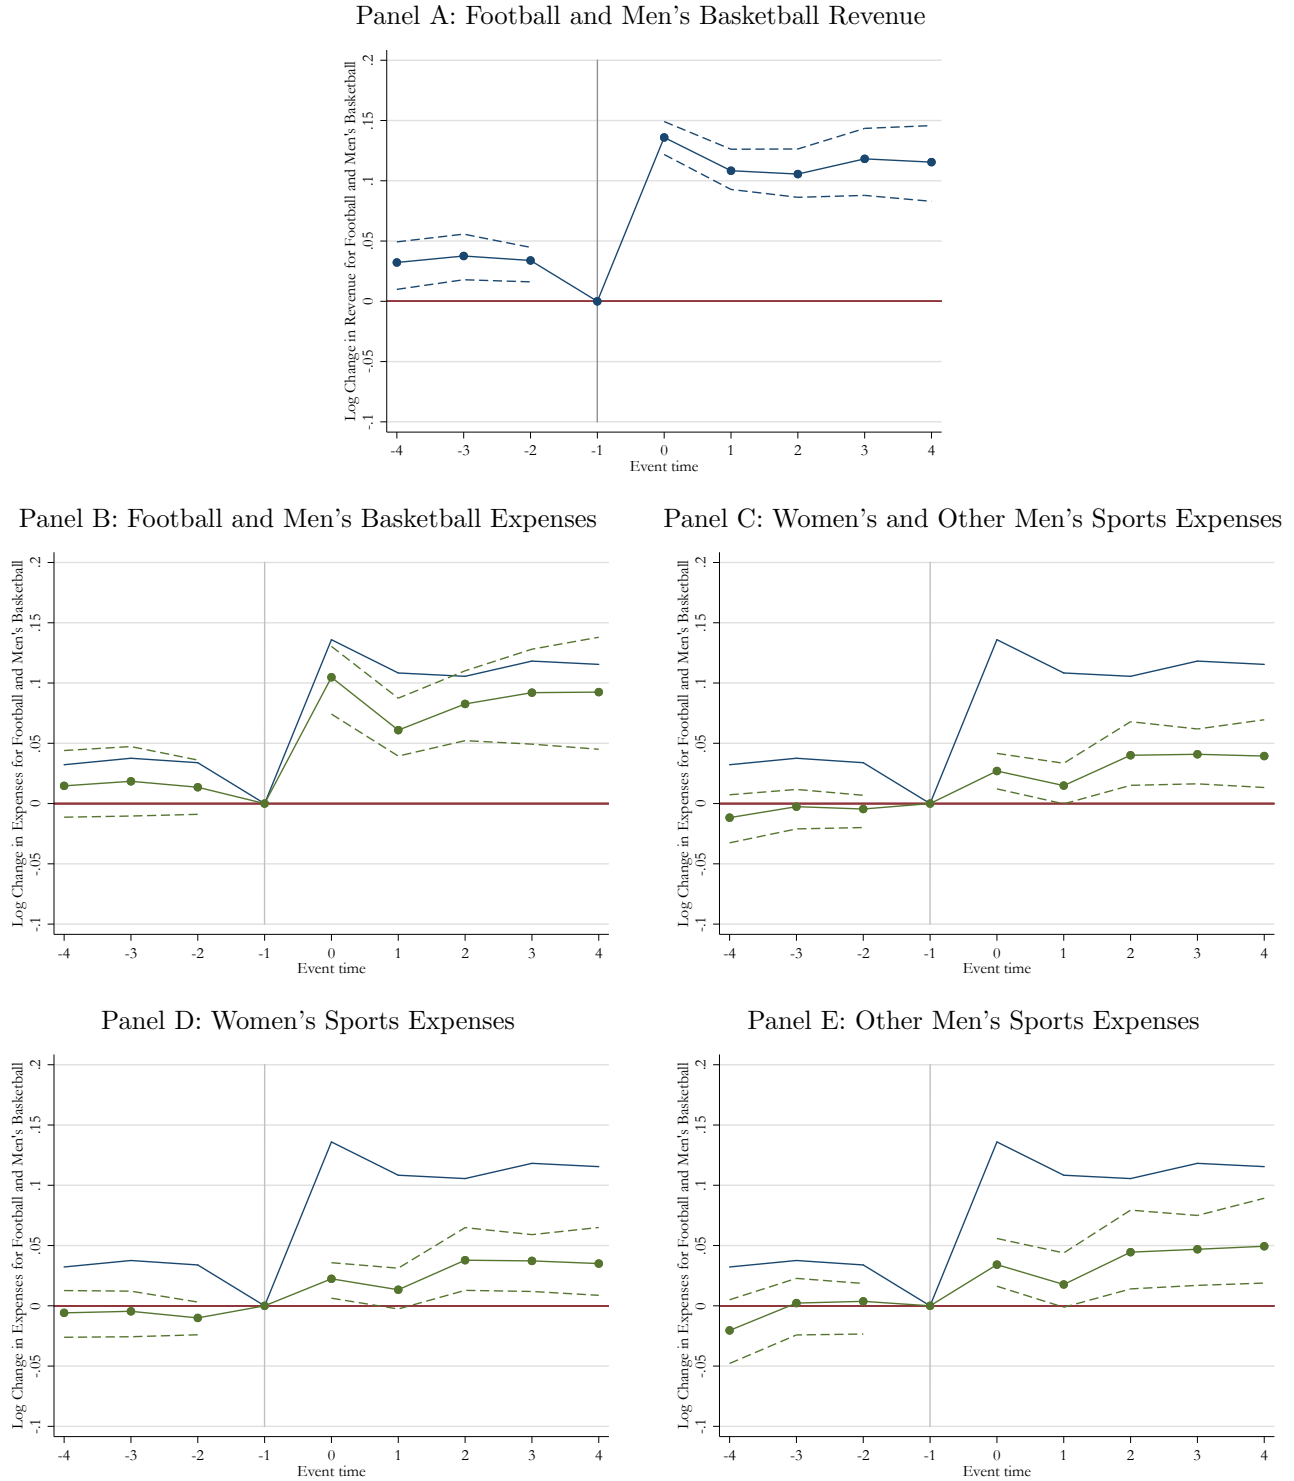 Panel A: Football and Men's Basketball Revenue
Log Change in Revenue for Football and Men's Basketball
.2
.15
.1
.05
0
-.05
-.1
-4 -3 -2 -1 0 1 2 3 4
Event time
Panel B: Football and Men's Basketball Expenses
Log Change in Expenses for Football and Men's Basketball
.2
.15
.1
.05
0
-.05
-.1
-4 -3 -2 -1 0 1 2 3 4
Event time
Panel C: Women's and Other Men's Sports Expenses
Log Change in Expenses for Football and Men's Basketball
.2
.15
.1
.05
0
-.05
-.1
-4 -3 -2 -1 0 1 2 3 4
Event time
Panel D: Women's Sports Expenses
Log Change in Expenses for Football and Men's Basketball
.2
.15
.1
.05
0
-.05
-.1
-4 -3 -2 -1 0 1 2 3 4
Event time
Panel E: Other Men's Sports Expenses
Log Change in Expenses for Football and Men's Basketball
.2
.15
.1
.05
0
-.05
-.1
-4 -3 -2 -1 0 1 2 3 4
Event time